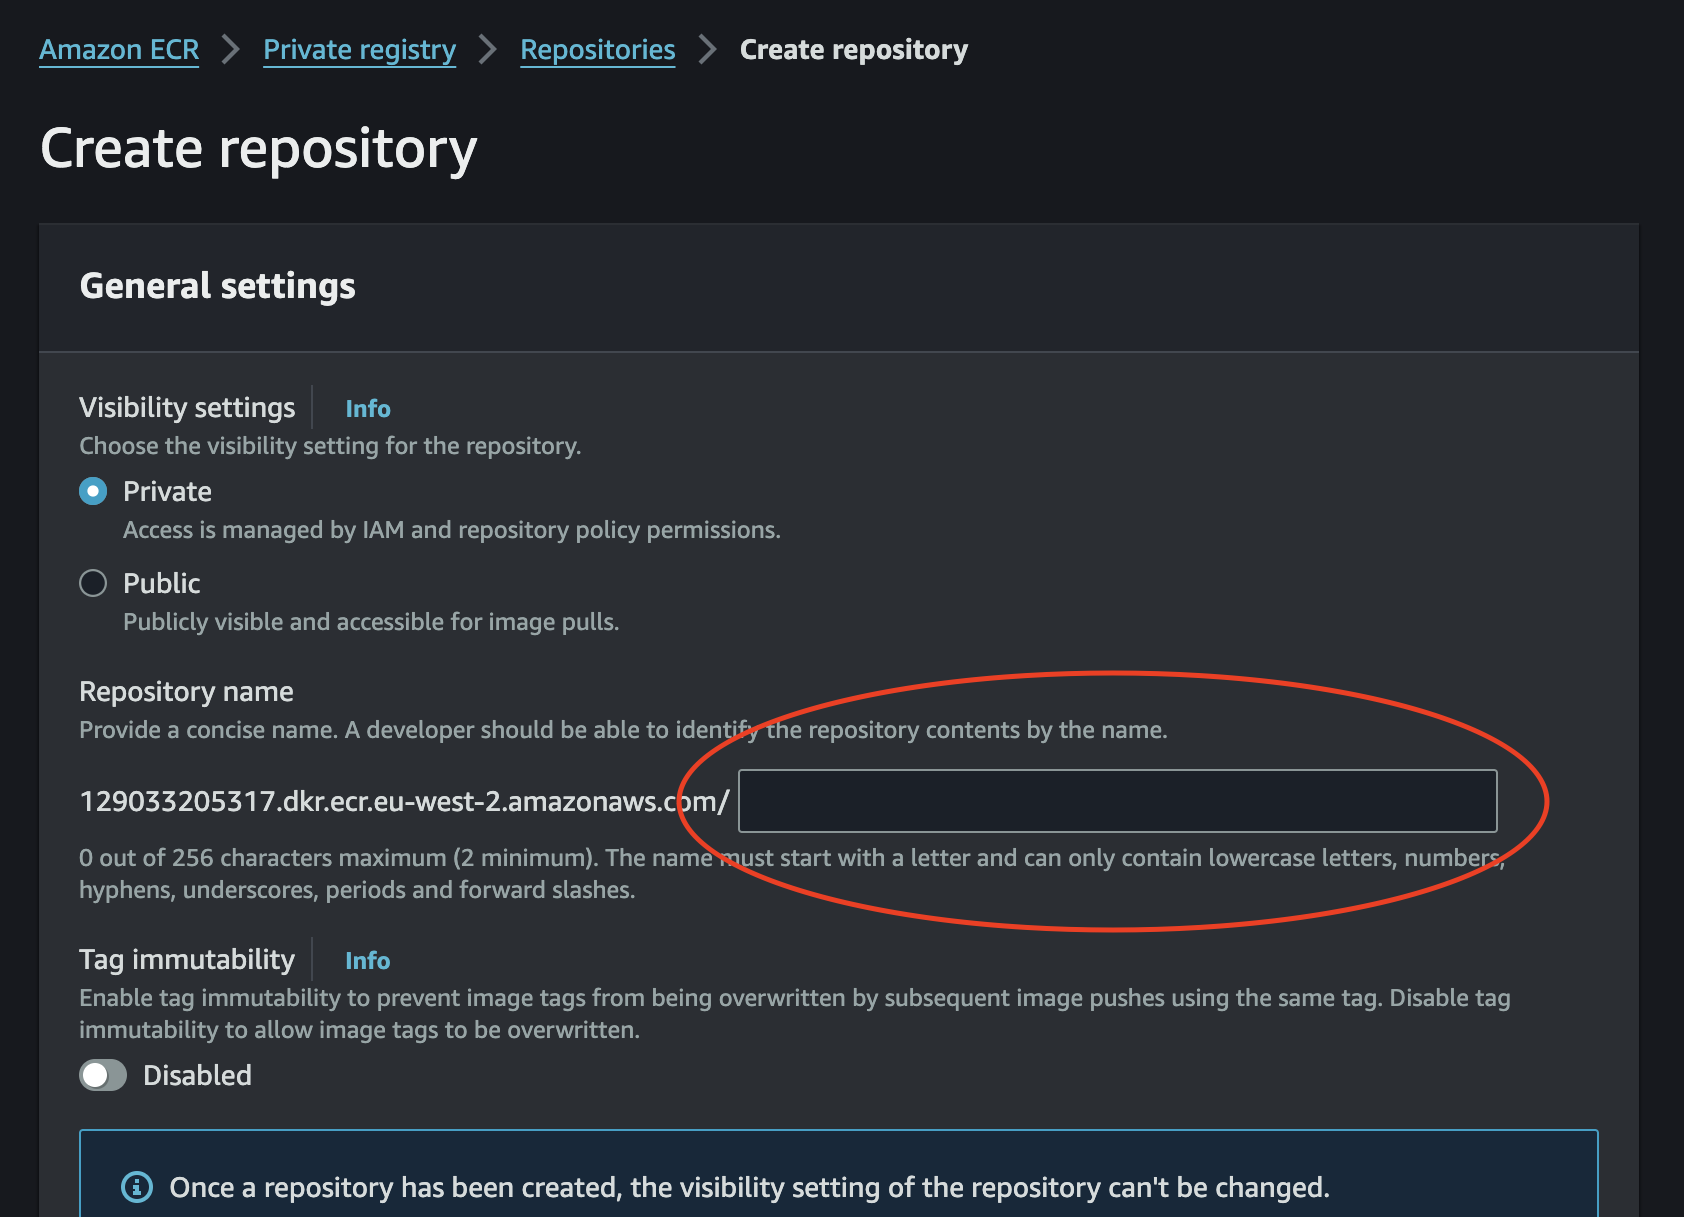 Amazon ECR > Private registry > Repositories > Create repository
Create repository
General settings
Visibility settings Info
Choose the visibility setting for the repository.
Private
Access is managed by IAM and repository policy permissions.
Public
Publicly visible and accessible for image pulls.
Repository name
Provide a concise name. A developer should be able to identify the repository contents by the name.
129033205317.dkr.ecr.eu-west-2.amazonaws.com/
0 out of 256 characters maximum (2 minimum). The name must start with a letter and can only contain lowercase letters, numbers,
hyphens, underscores, periods and forward slashes.
Tag immutability Info
Enable tag immutability to prevent image tags from being overwritten by subsequent image pushes using the same tag. Disable tag
immutability to allow image tags to be overwritten.
Disabled
Once a repository has been created, the visibility setting of the repository can't be changed.